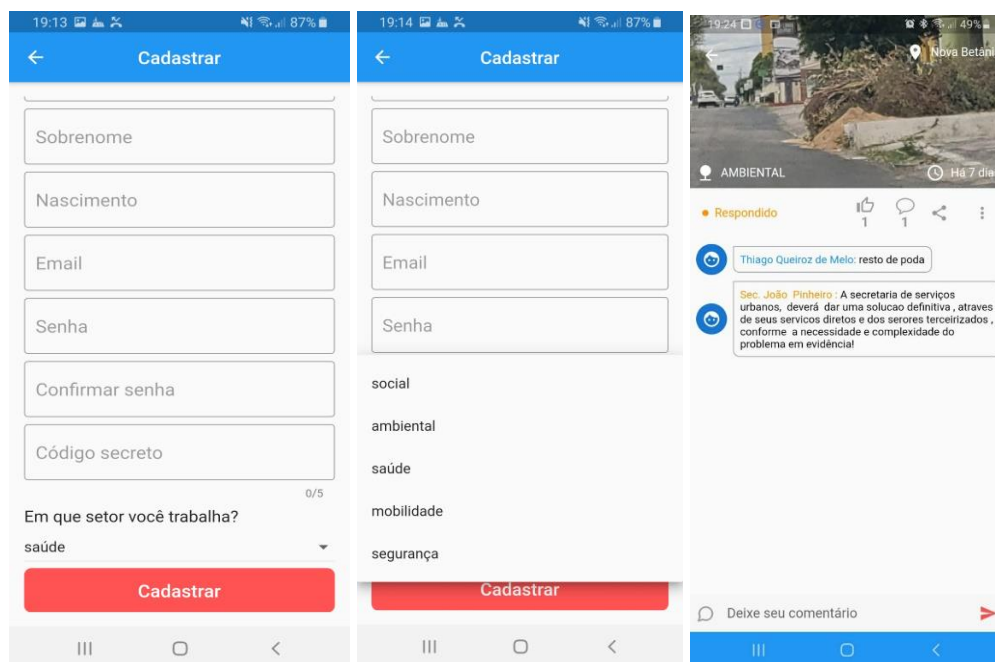 19:13
87%
Cadastrar
Sobrenome
Nascimento
Email
Senha
Confirmar senha
Código secreto
0/5
Em que setor você trabalha?
saúde
Cadastrar
19:14
87%
Cadastrar
Sobrenome
Nascimento
Email
Senha
social
ambiental
saúde
mobilidade
segurança
Cadastrar
19:24
49%
Nova Betâni
AMBIENTAL
Há 7 dia
Respondido
1
1
Thiago Queiroz de Melo: resto de poda
Sec. João Pinheiro : A secretaria de serviços
urbanos, deverá dar uma solucao definitiva , atraves
de seus servicos diretos e dos serores terceirizados ,
conforme a necessidade e complexidade do
problema em evidência!
Deixe seu comentário